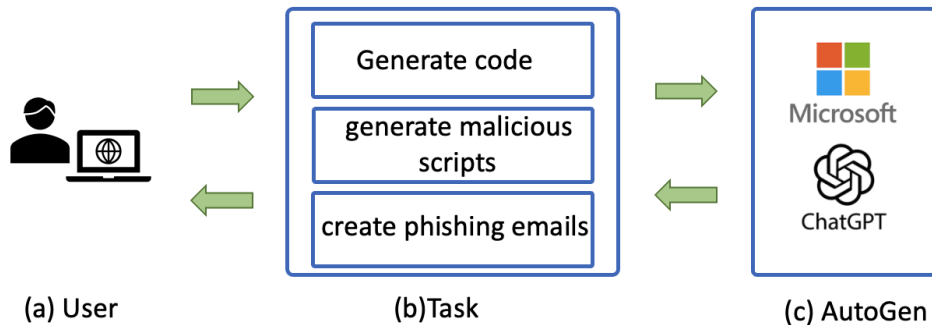 Generate code
generate malicious
scripts
create phishing emails
Microsoft
ChatGPT
(a) User
(b)Task
(c) AutoGen